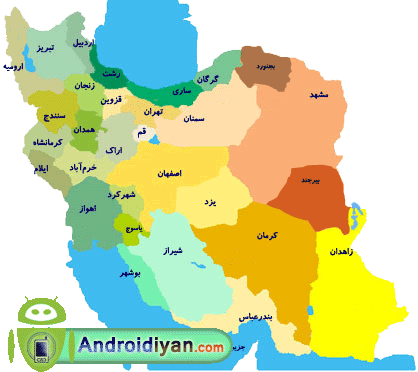 اردبیل
تبریز
ارومیه
رشت
زنجان
قزوین
ساری
گرگان
بجنورد
مشهد
سنندج
تهران
سمنان
همدان
قم
کرمانشاه
اراک
ایلام
خرم‌آباد
اصفهان
بیرجند
شهرکرد
یزد
اهواز
یاسوج
کرمان
شیراز
زاهدان
بوشهر
بندرعباس
Androidiyan.com